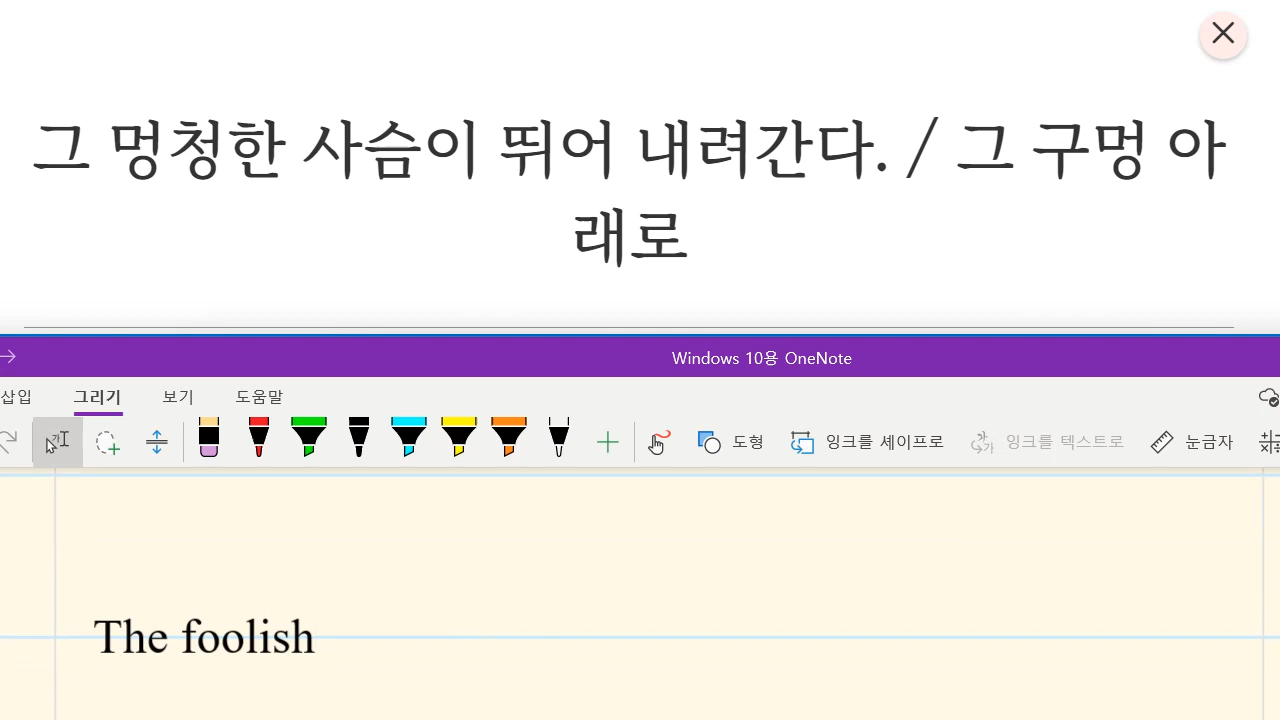 그 멍청한 사슴이 뛰어 내려간다. / 그 구멍 아
래로
Windows 10용 OneNote
삽입 그리기 보기 도움말
도형 잉크를 셰이프로 잉크를 텍스트로 눈금자
The foolish